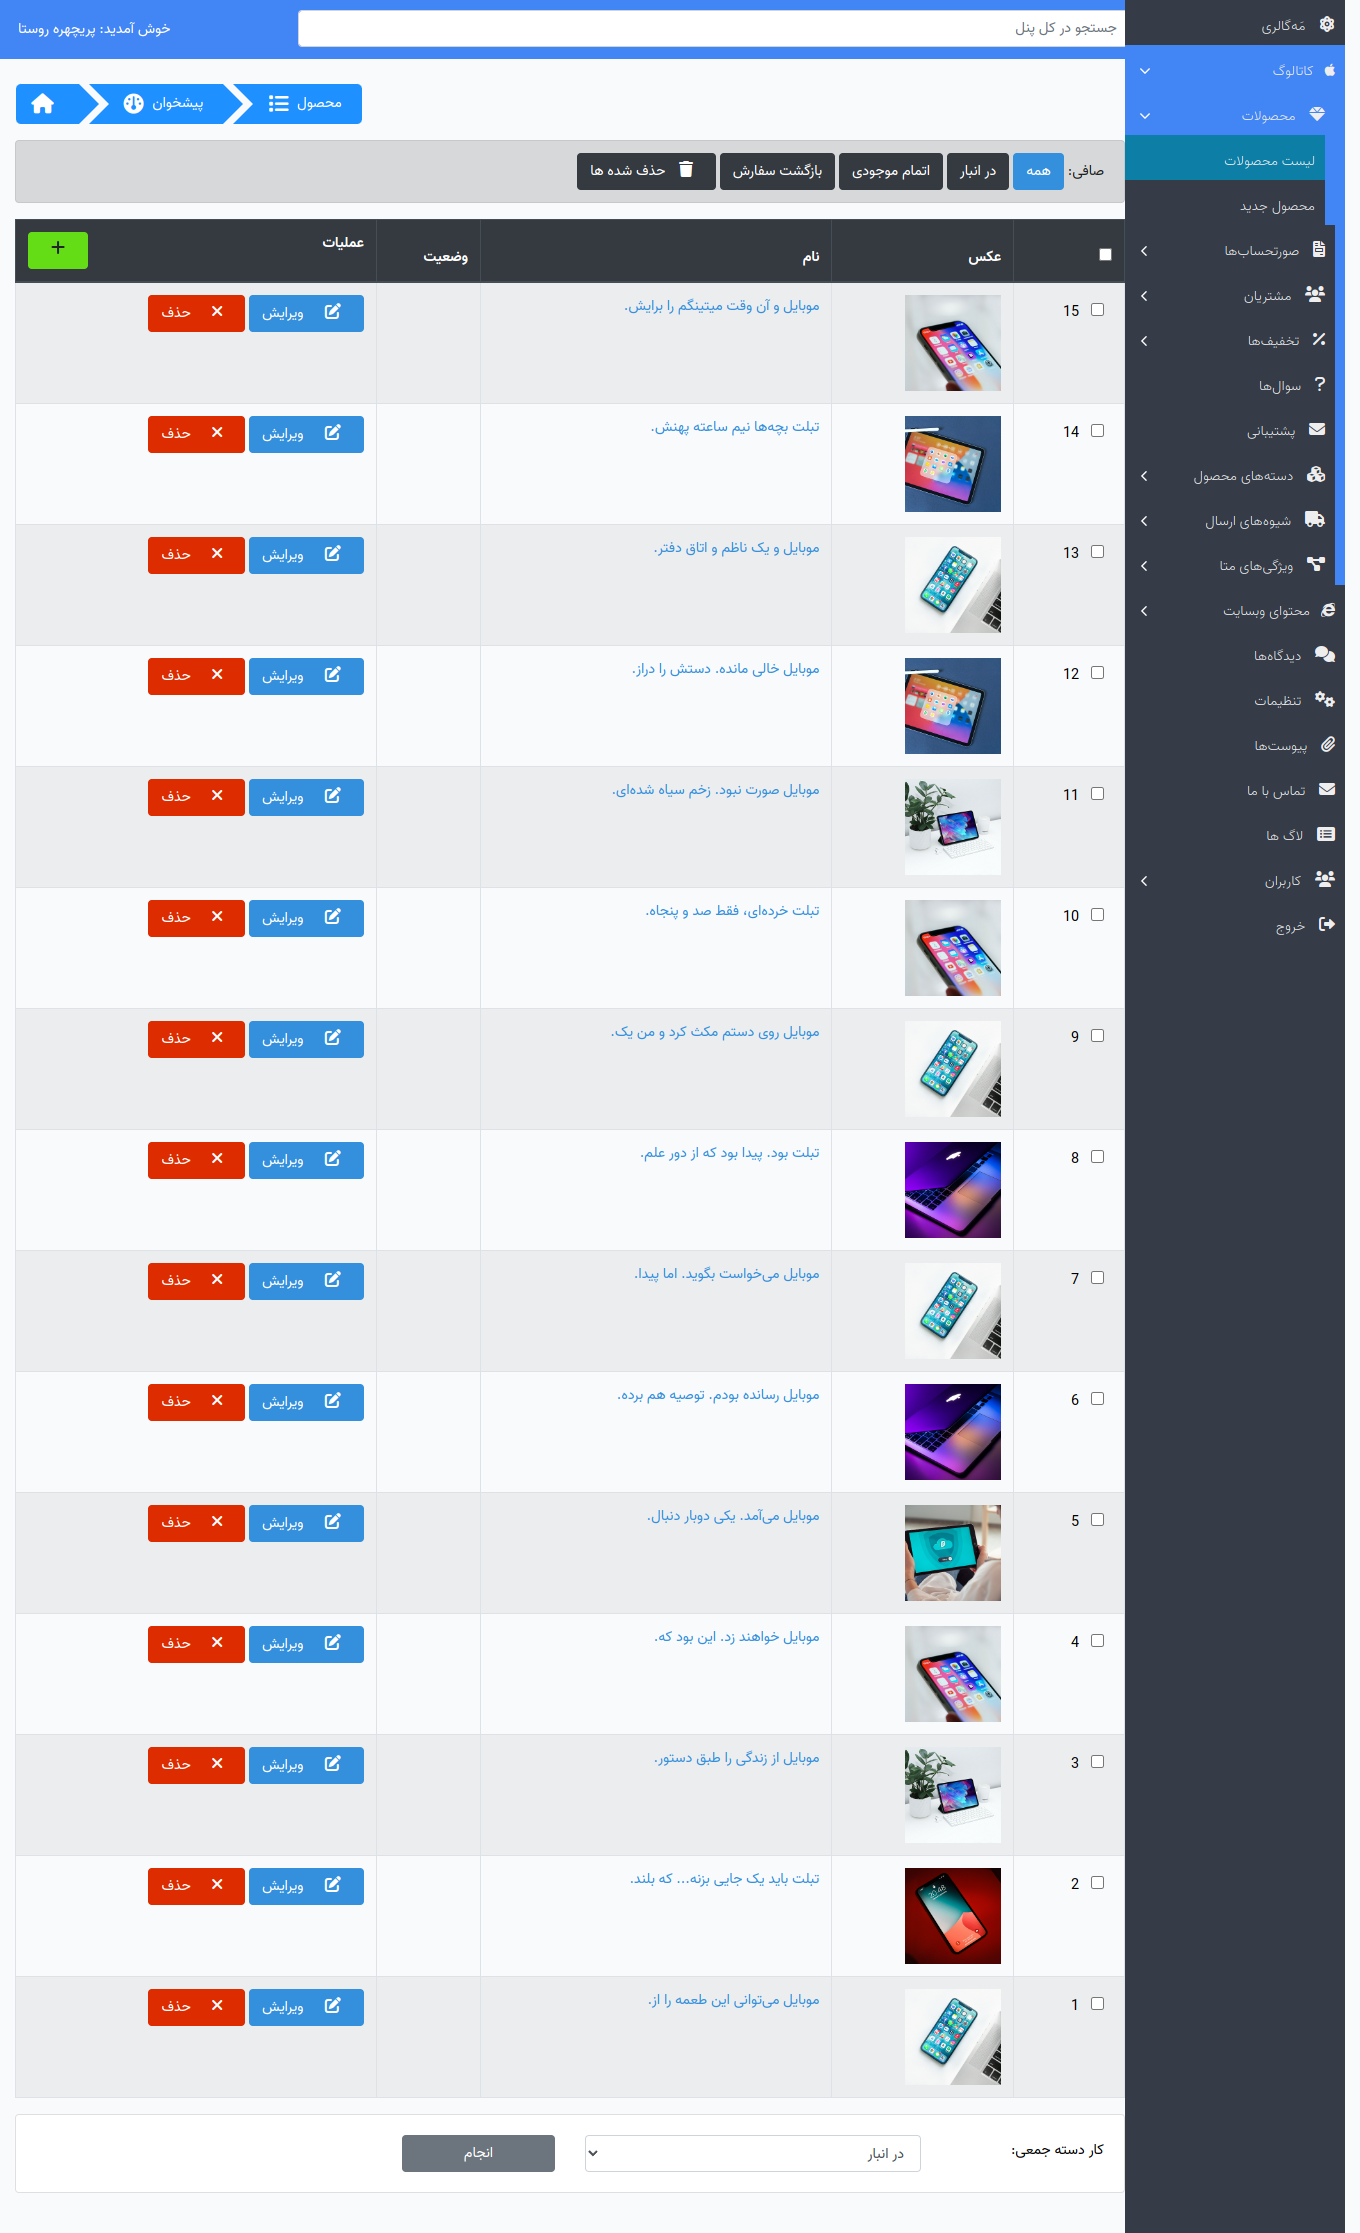 مَه‌گالری
کاتالوگ
محصولات
لیست محصولات
محصول جدید
صورتحساب‌ها
مشتریان
تخفیف‌ها
سوال‌ها
پشتیبانی
دسته‌های محصول
شیوه‌های ارسال
ویژگی‌های متا
محتوای وبسایت
دیدگاه‌ها
تنظیمات
پیوست‌ها
تماس با ما
لاگ ها
کاربران
خروج
جستجو در کل پنل
خوش آمدید: پریچهره روستا
محصول
پیشخوان
صافی: همه در انبار اتمام موجودی بازگشت سفارش حذف شده ها
عکس نام وضعیت عملیات
15 موبایل و آن وقت میتینگم را برایش. ویرایش حذف
14 تبلت بچه‌ها نیم ساعته پهنش. ویرایش حذف
13 موبایل و یک ناظم و اتاق دفتر. ویرایش حذف
12 موبایل خالی مانده. دستش را دراز. ویرایش حذف
11 موبایل صورت نبود. زخم سیاه شده‌ای. ویرایش حذف
10 تبلت خرده‌ای، فقط صد و پنجاه. ویرایش حذف
9 موبایل روی دستم مکث کرد و من یک. ویرایش حذف
8 تبلت بود. پیدا بود که از دور علم. ویرایش حذف
7 موبایل می‌خواست بگوید. اما پیدا. ویرایش حذف
6 موبایل رسانده بودم. توصیه هم برده. ویرایش حذف
5 موبایل می‌آمد. یکی دوبار دنبال. ویرایش حذف
4 موبایل خواهند زد. این بود که. ویرایش حذف
3 موبایل از زندگی را طبق دستور. ویرایش حذف
2 تبلت باید یک جایی بزنه... که بلند. ویرایش حذف
1 موبایل می‌توانی این طعمه را از. ویرایش حذف
کار دسته جمعی: در انبار انجام